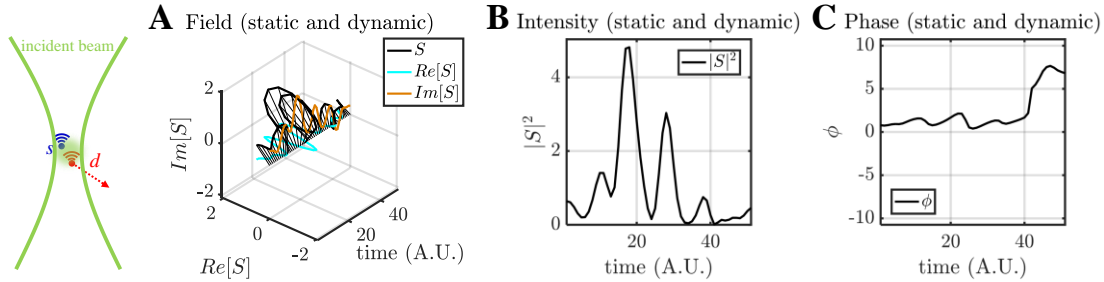 incident beam
s
d
A Field (static and dynamic)
S
Re[S]
Im[S]
Im[S]
2
0
-2
2
0
-2
Re[S]
20
40
time (A.U.)
B Intensity (static and dynamic)
|S|²
|S|²
4
2
0
20
40
time (A.U.)
C Phase (static and dynamic)
ϕ
10
5
0
-5
-10
ϕ
20
40
time (A.U.)